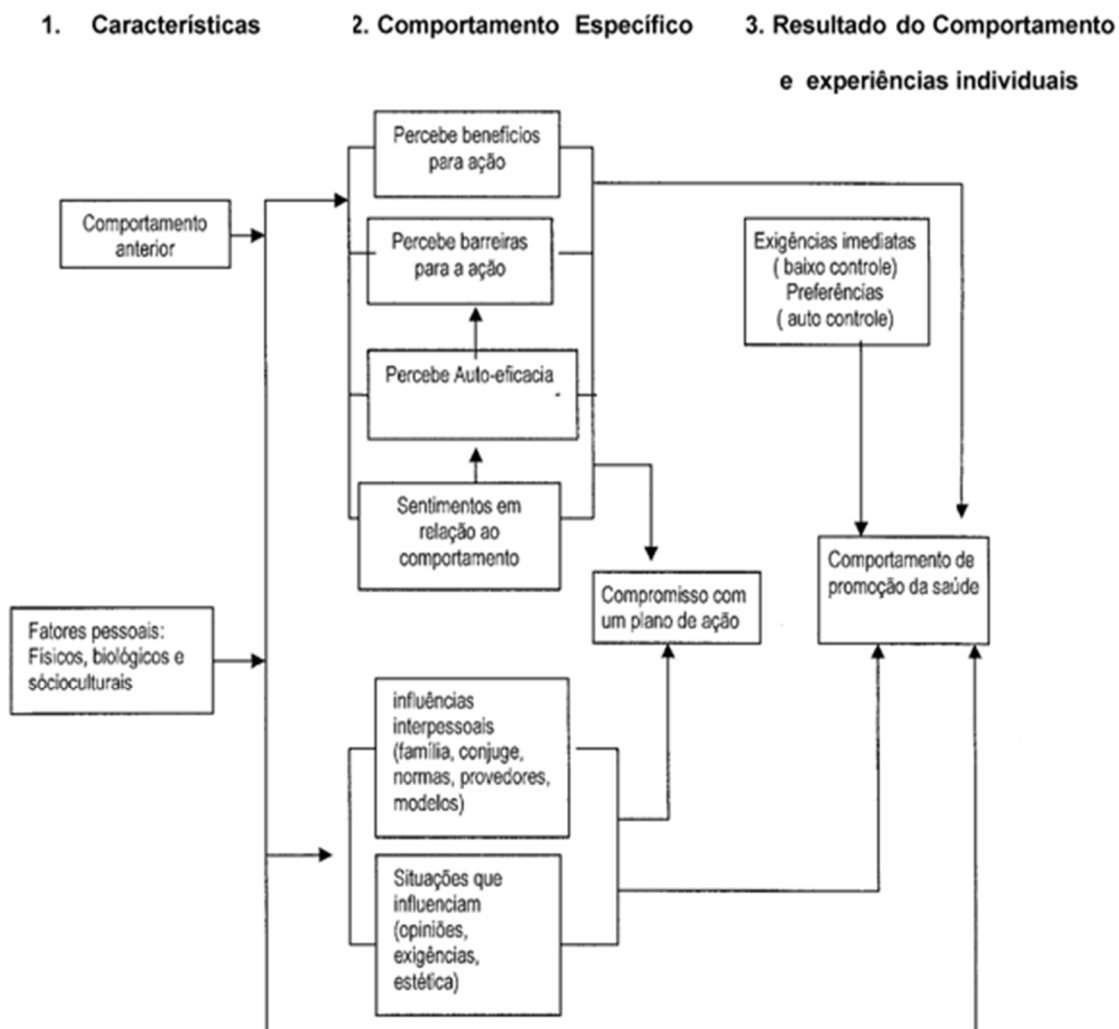 1. Características
2. Comportamento Específico
3. Resultado do Comportamento
e experiências individuais
Comportamento
anterior
Fatores pessoais:
Físicos, biológicos e
sócioculturais
Percebe benefícios
para ação
Percebe barreiras
para a ação
Percebe Auto-eficacia
Sentimentos em
relação ao
comportamento
influências
interpessoais
(família, conjuge,
normas, provedores,
modelos)
Situações que
influenciam
(opiniões,
exigências,
estética)
Compromisso com
um plano de ação
Exigências imediatas
( baixo controle)
Preferências
( auto controle)
Comportamento de
promoção da saúde